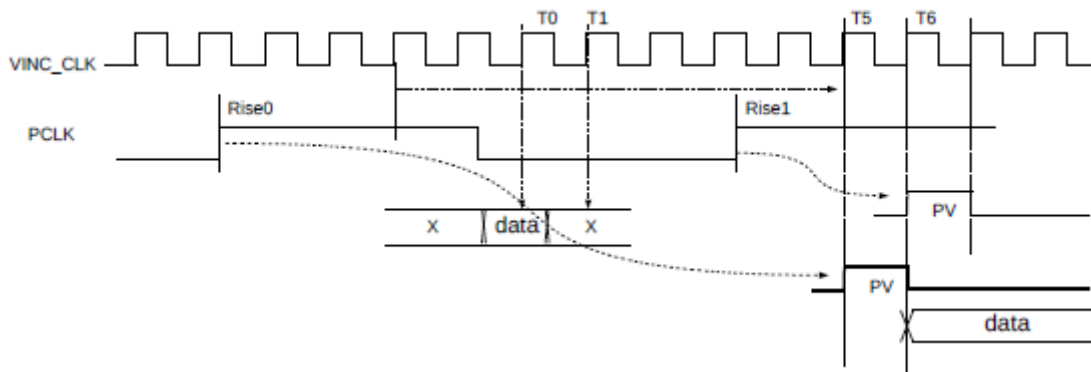 T0 T1 T5 T6
VINC_CLK
Rise0 Rise1
PCLK
PV
X data X
PV
data